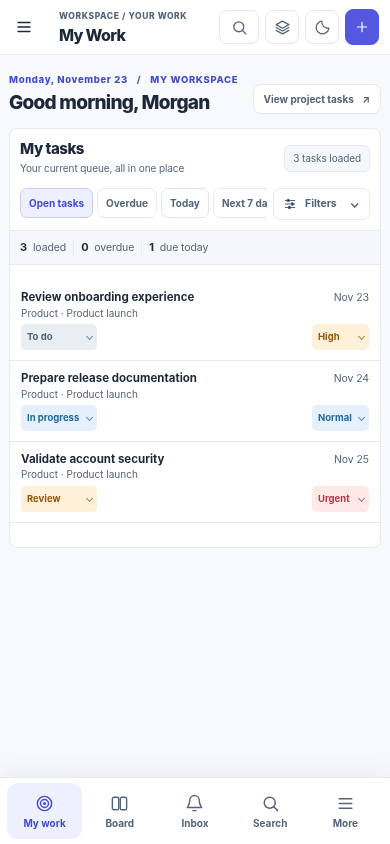 WORKSPACE / YOUR WORK
My Work
Monday, November 23 / MY WORKSPACE
Good morning, Morgan
View project tasks
My tasks
Your current queue, all in one place
3 tasks loaded
Open tasks Overdue Today Next 7 da Filters
3 loaded 0 overdue 1 due today
Review onboarding experience Nov 23
Product · Product launch
To do High
Prepare release documentation Nov 24
Product · Product launch
In progress Normal
Validate account security Nov 25
Product · Product launch
Review Urgent
My work Board Inbox Search More